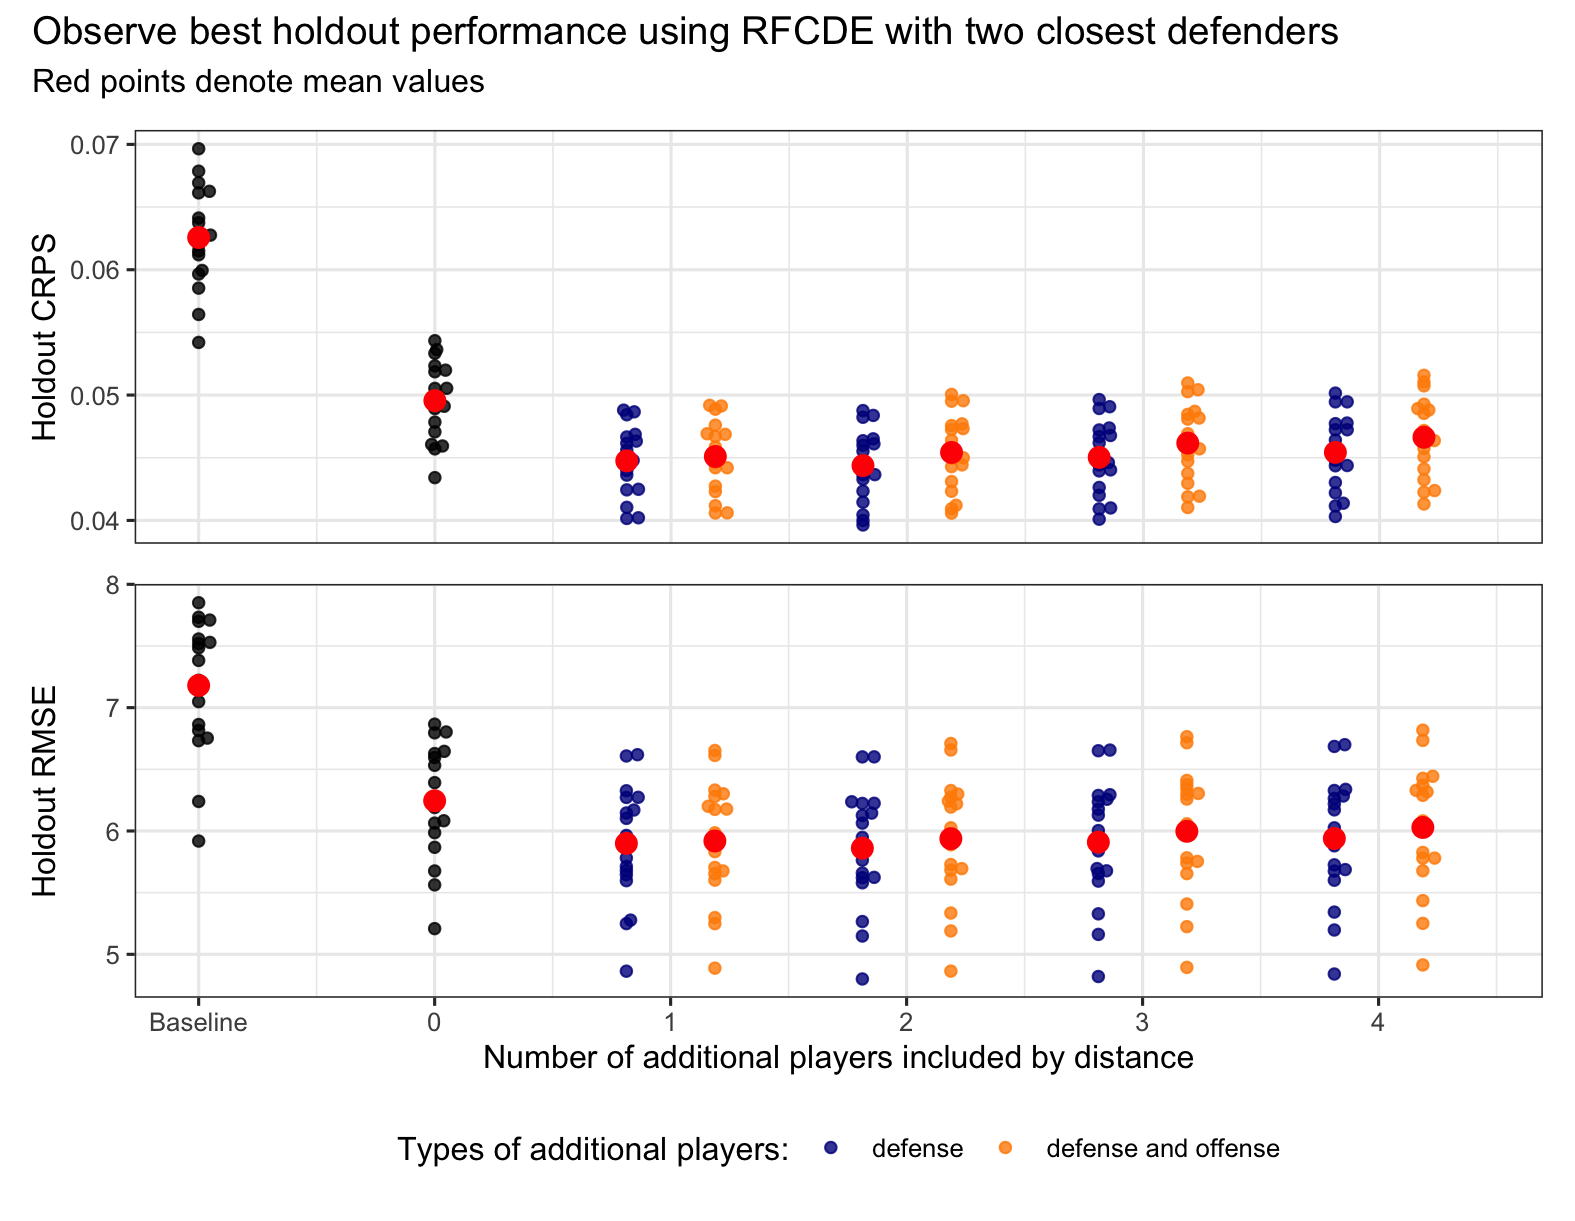 Observe best holdout performance using RFCDE with two closest defenders
Red points denote mean values
Holdout CRPS
0.07
0.06
0.05
0.04
Holdout RMSE
8
7
6
5
Baseline 0 1 2 3 4
Number of additional players included by distance
Types of additional players: defense defense and offense